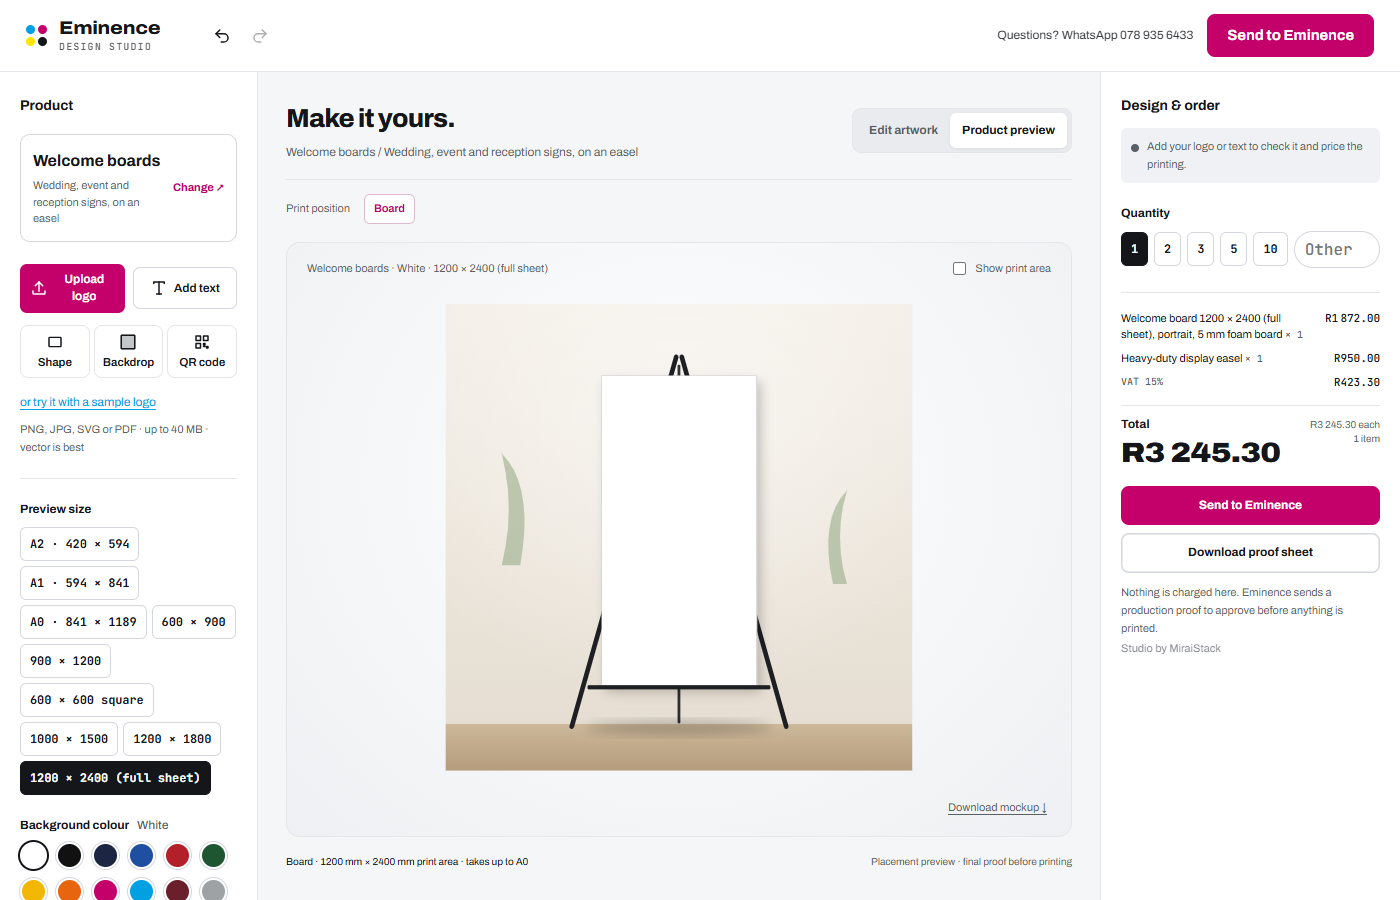 Eminence
DESIGN STUDIO
Questions? WhatsApp 078 935 6433
Send to Eminence
Product
Welcome boards
Wedding, event and
reception signs, on an
easel
Change ↗
Upload
logo
Add text
Shape
Backdrop
QR code
or try it with a sample logo
PNG, JPG, SVG or PDF · up to 40 MB ·
vector is best
Preview size
A2 · 420 × 594
A1 · 594 × 841
A0 · 841 × 1189
600 × 900
900 × 1200
600 × 600 square
1000 × 1500
1200 × 1800
1200 × 2400 (full sheet)
Background colour White
Make it yours.
Welcome boards / Wedding, event and reception signs, on an easel
Edit artwork
Product preview
Print position
Board
Welcome boards · White · 1200 × 2400 (full sheet)
Show print area
Download mockup ↓
Board · 1200 mm × 2400 mm print area · takes up to A0
Placement preview · final proof before printing
Design & order
Add your logo or text to check it and price the
printing.
Quantity
1
2
3
5
10
Other
Welcome board 1200 × 2400 (full
sheet), portrait, 5 mm foam board × 1
R1 872.00
Heavy-duty display easel × 1
R950.00
VAT 15%
R423.30
Total
R3 245.30 each
1 item
R3 245.30
Send to Eminence
Download proof sheet
Nothing is charged here. Eminence sends a
production proof to approve before anything is
printed.
Studio by MiraiStack